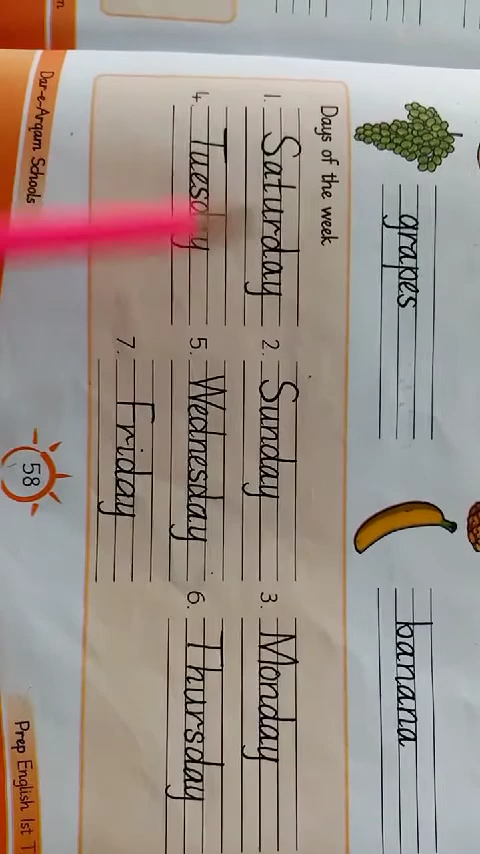 grapes banana
Days of the week
1. Saturday 2. Sunday 3. Monday
4. Tuesday 5. Wednesday 6. Thursday
7. Friday
Dar-e-Arqam Schools 58 Prep English 1st T